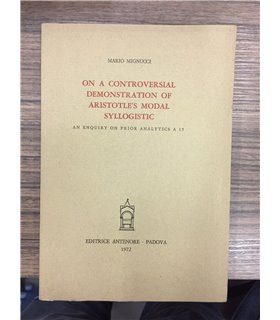 MARIO MIGNUCCI
ON A CONTROVERSIAL
DEMONSTRATION OF
ARISTOTLE'S MODAL
SYLLOGISTIC
AN ENQUIRY ON PRIOR ANALYTICS A 15
EDITRICE ANTENORE - PADOVA
1972